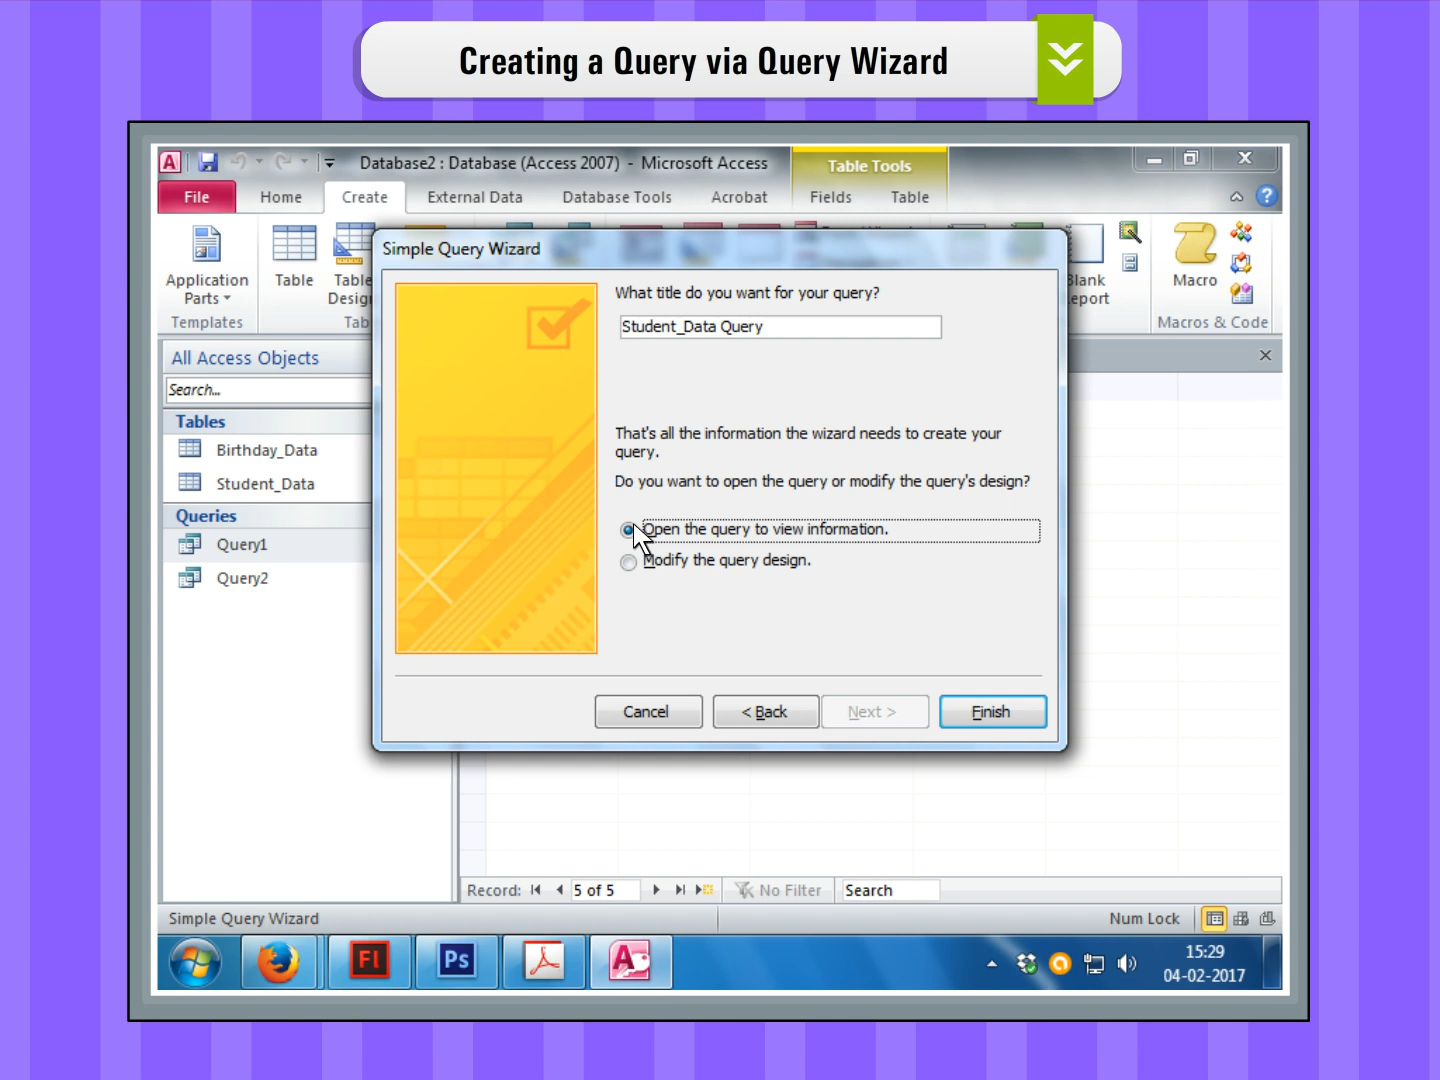 Creating a Query via Query Wizard
Database2 : Database (Access 2007) - Microsoft Access
Table Tools
File
Home
Create
External Data
Database Tools
Acrobat
Fields
Table
Application
Parts
Templates
Table
Table
Macro
Macros & Code
Simple Query Wizard
What title do you want for your query?
Student_Data Query
That's all the information the wizard needs to create your
query.
Do you want to open the query or modify the query's design?
Open the query to view information.
Modify the query design.
Cancel
< Back
Next >
Finish
All Access Objects
Search...
Tables
Birthday_Data
Student_Data
Queries
Query1
Query2
Record:
5 of 5
No Filter
Search
Simple Query Wizard
Num Lock
Fl
Ps
15:29
04-02-2017